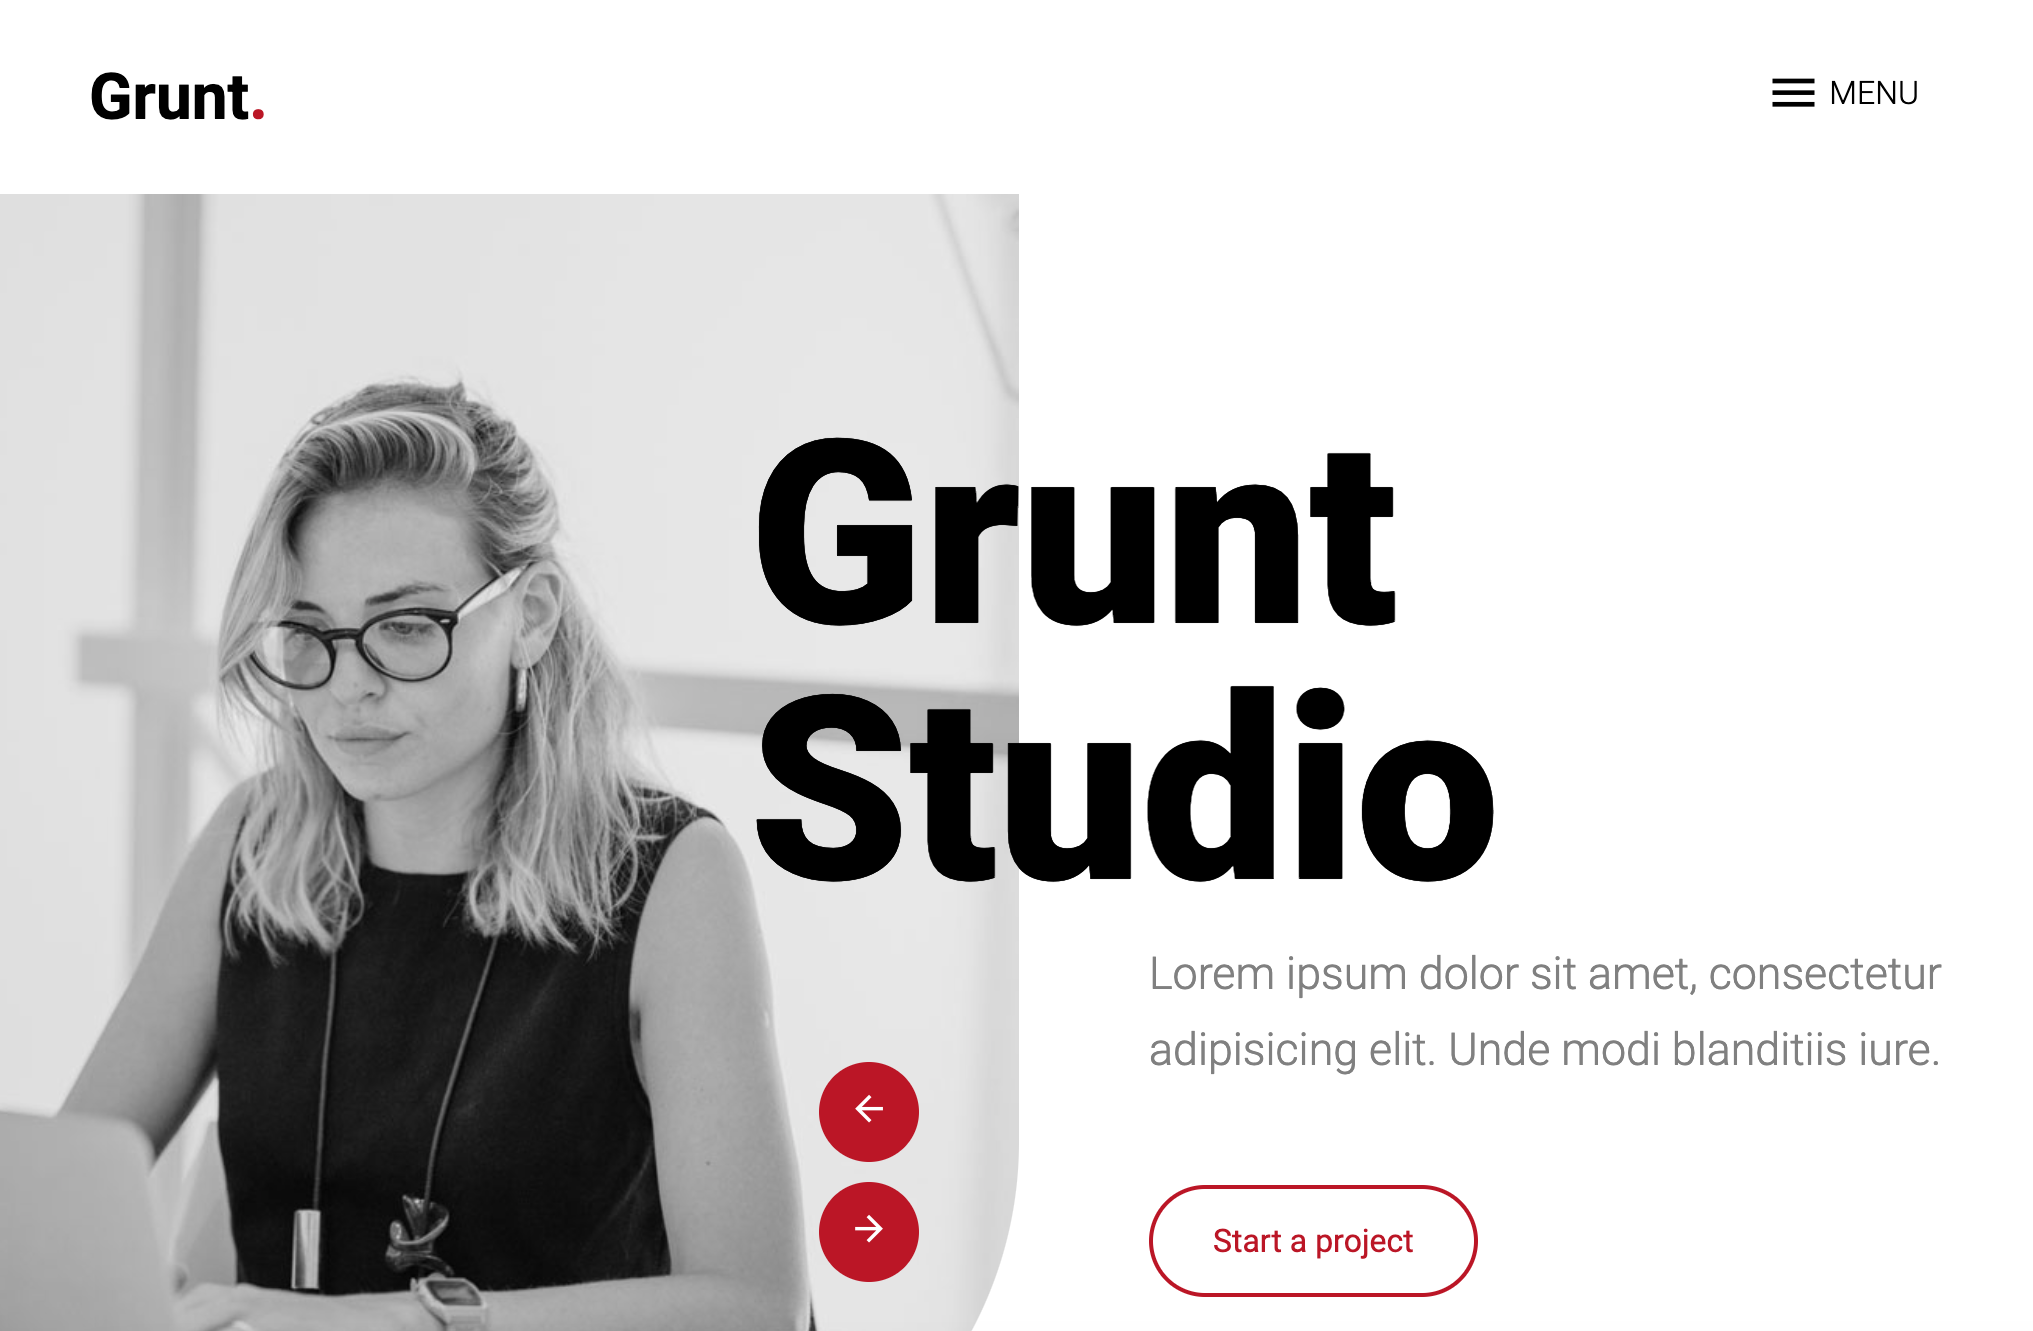 Grunt.
MENU
Grunt
Studio
Lorem ipsum dolor sit amet, consectetur
adipisicing elit. Unde modi blanditiis iure.
Start a project